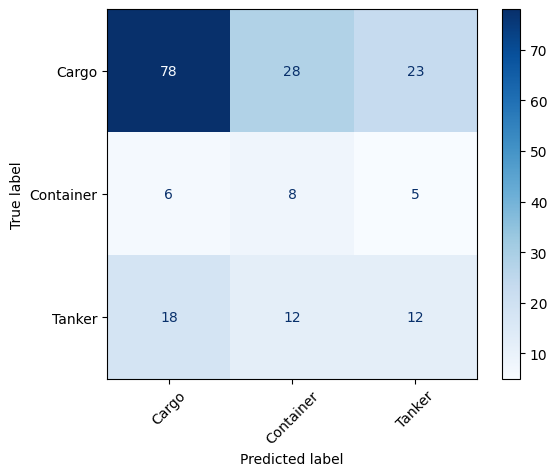 Cargo 78 28 23
Container 6 8 5
Tanker 18 12 12
Cargo Container Tanker
Predicted label
True label
70
60
50
40
30
20
10